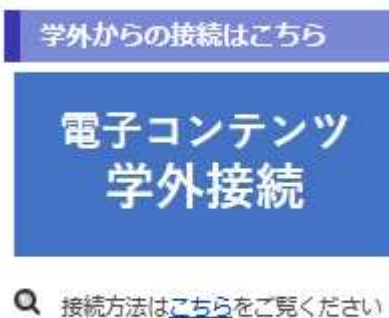 学外からの接続はこちら
電子コンテンツ
学外接続
接続方法はこちらをご覧ください